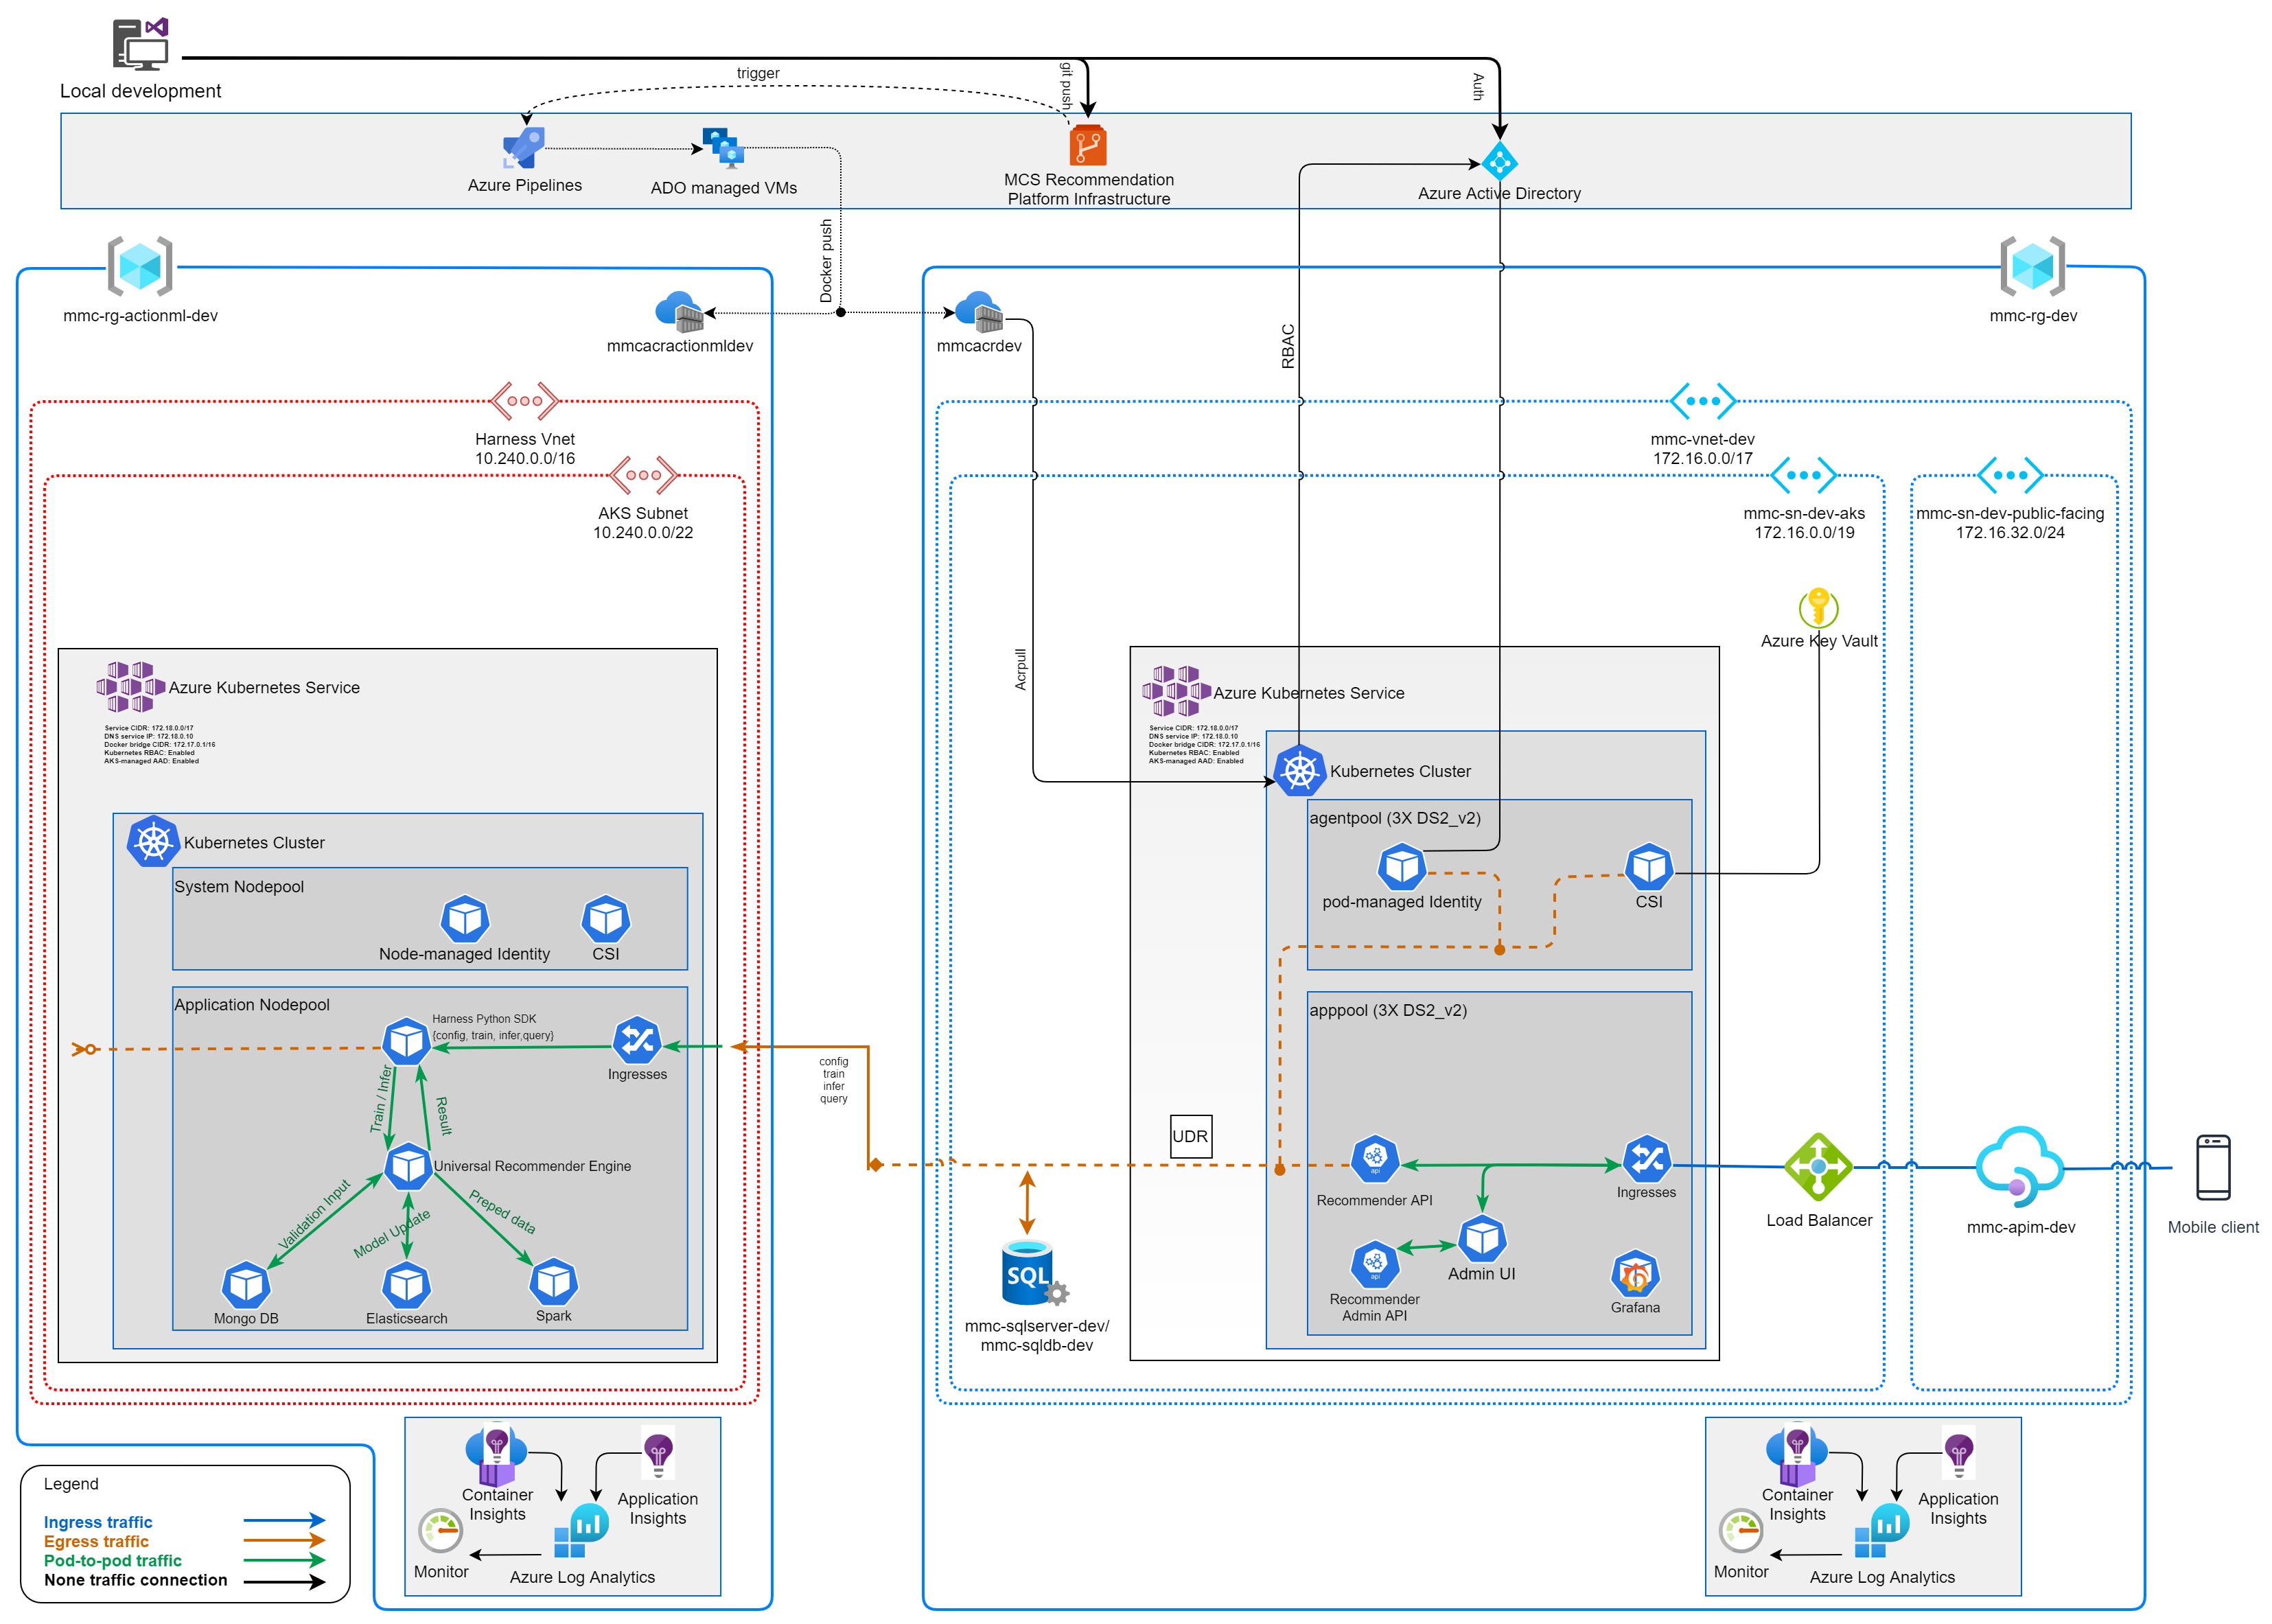 Local development
trigger
git push
Auth
Azure Pipelines
ADO managed VMs
MCS Recommendation
Platform Infrastructure
Azure Active Directory
Docker push
mmc-rg-actionml-dev
mmcacractionmldev
mmcacrdev
RBAC
mmc-rg-dev
Harness Vnet
10.240.0.0/16
AKS Subnet
10.240.0.0/22
mmc-vnet-dev
172.16.0.0/17
mmc-sn-dev-aks
172.16.0.0/19
mmc-sn-dev-public-facing
172.16.32.0/24
Azure Key Vault
Acrpull
Azure Kubernetes Service
Service CIDR: 172.18.0.0/17
DNS service IP: 172.18.0.10
Docker bridge CIDR: 172.17.0.1/16
Kubernetes RBAC: Enabled
AKS-managed AAD: Enabled
Kubernetes Cluster
System Nodepool
Node-managed Identity
CSI
Application Nodepool
Harness Python SDK
{config, train, infer,query}
Ingresses
Train / Infer
Result
Universal Recommender Engine
Validation Input
Model Update
Preped data
Mongo DB
Elasticsearch
Spark
config
train
infer
query
Azure Kubernetes Service
Service CIDR: 172.18.0.0/17
DNS service IP: 172.18.0.10
Docker bridge CIDR: 172.17.0.1/16
Kubernetes RBAC: Enabled
AKS-managed AAD: Enabled
Kubernetes Cluster
agentpool (3X DS2_v2)
pod-managed Identity
CSI
apppool (3X DS2_v2)
UDR
api
Recommender API
Ingresses
Admin UI
api
Recommender
Admin API
Grafana
SQL
mmc-sqlserver-dev/
mmc-sqldb-dev
Load Balancer
mmc-apim-dev
Mobile client
Legend
Ingress traffic
Egress traffic
Pod-to-pod traffic
None traffic connection
Container
Insights
Application
Insights
Monitor
Azure Log Analytics
Container
Insights
Application
Insights
Monitor
Azure Log Analytics